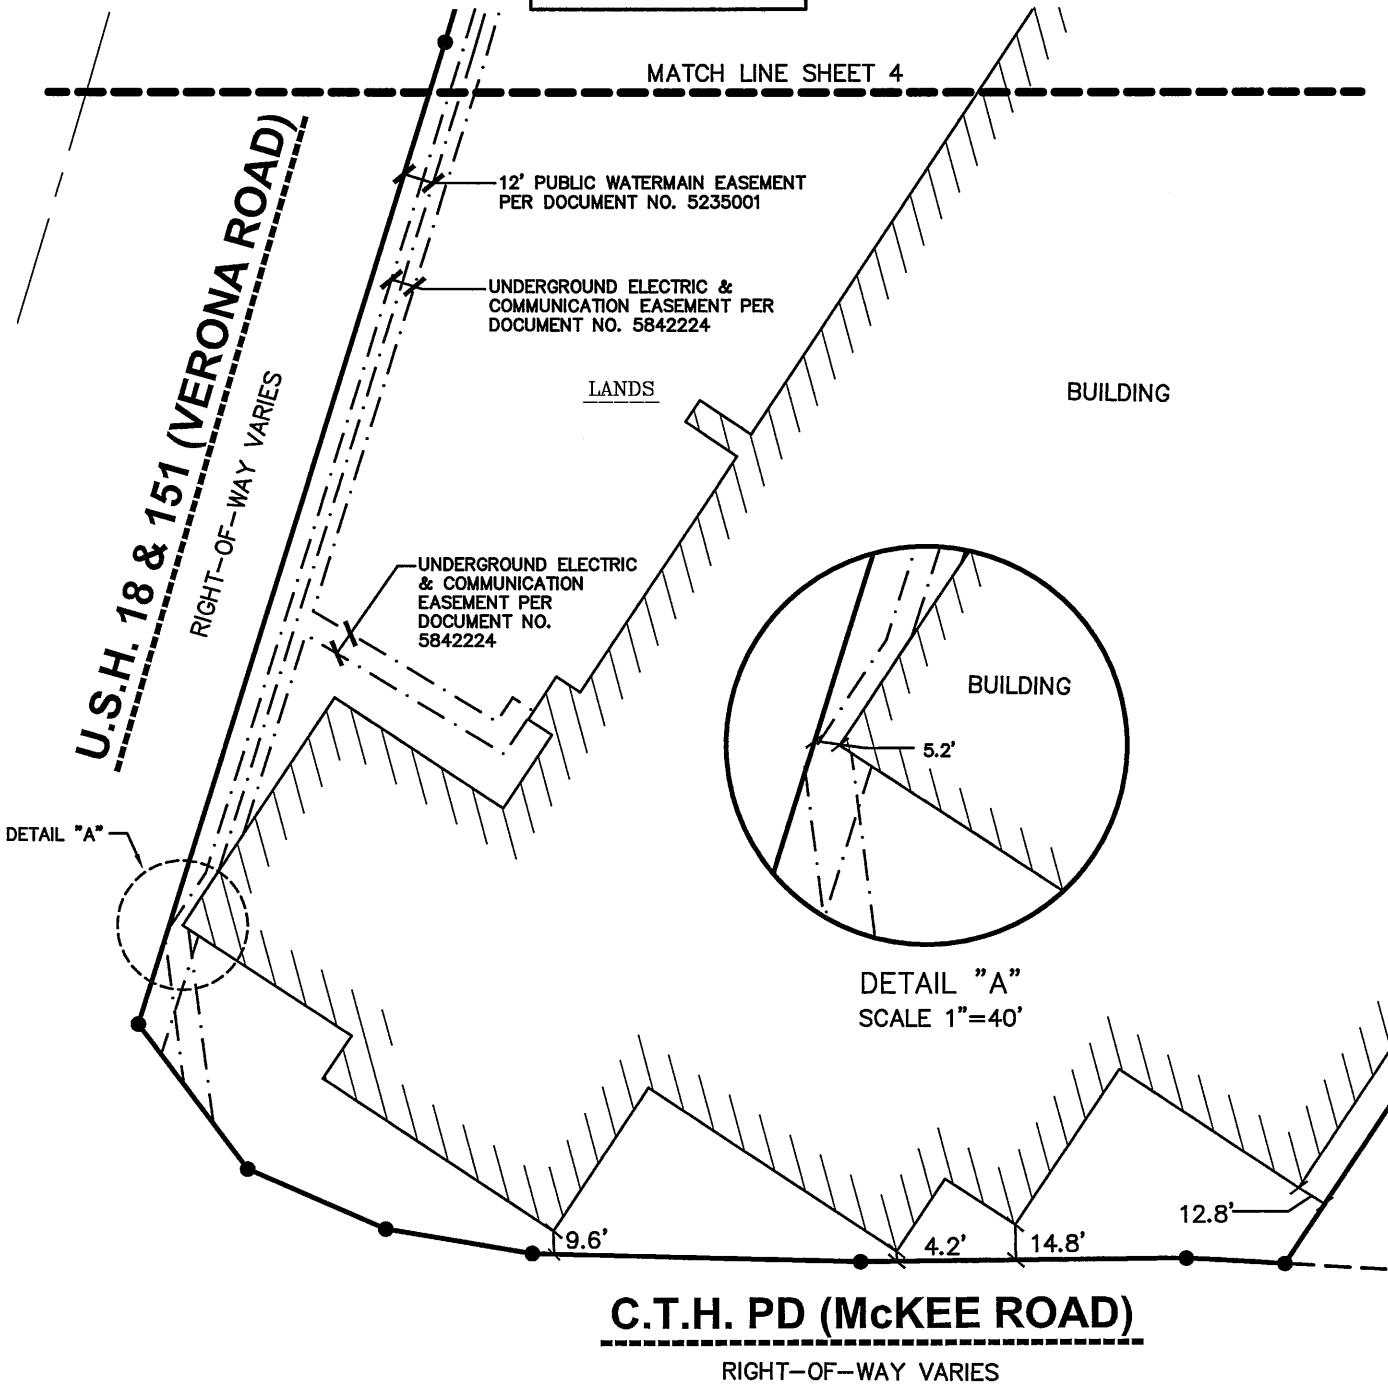 MATCH LINE SHEET 4
12' PUBLIC WATERMAIN EASEMENT
PER DOCUMENT NO. 5235001
UNDERGROUND ELECTRIC &
COMMUNICATION EASEMENT PER
DOCUMENT NO. 5842224
U.S.H. 18 & 151 (VERONA ROAD)
RIGHT-OF-WAY VARIES
LANDS
BUILDING
UNDERGROUND ELECTRIC
& COMMUNICATION
EASEMENT PER
DOCUMENT NO.
5842224
BUILDING
5.2'
DETAIL "A"
DETAIL "A"
SCALE 1"=40'
9.6'
4.2'
14.8'
12.8'
C.T.H. PD (McKEE ROAD)
RIGHT-OF-WAY VARIES